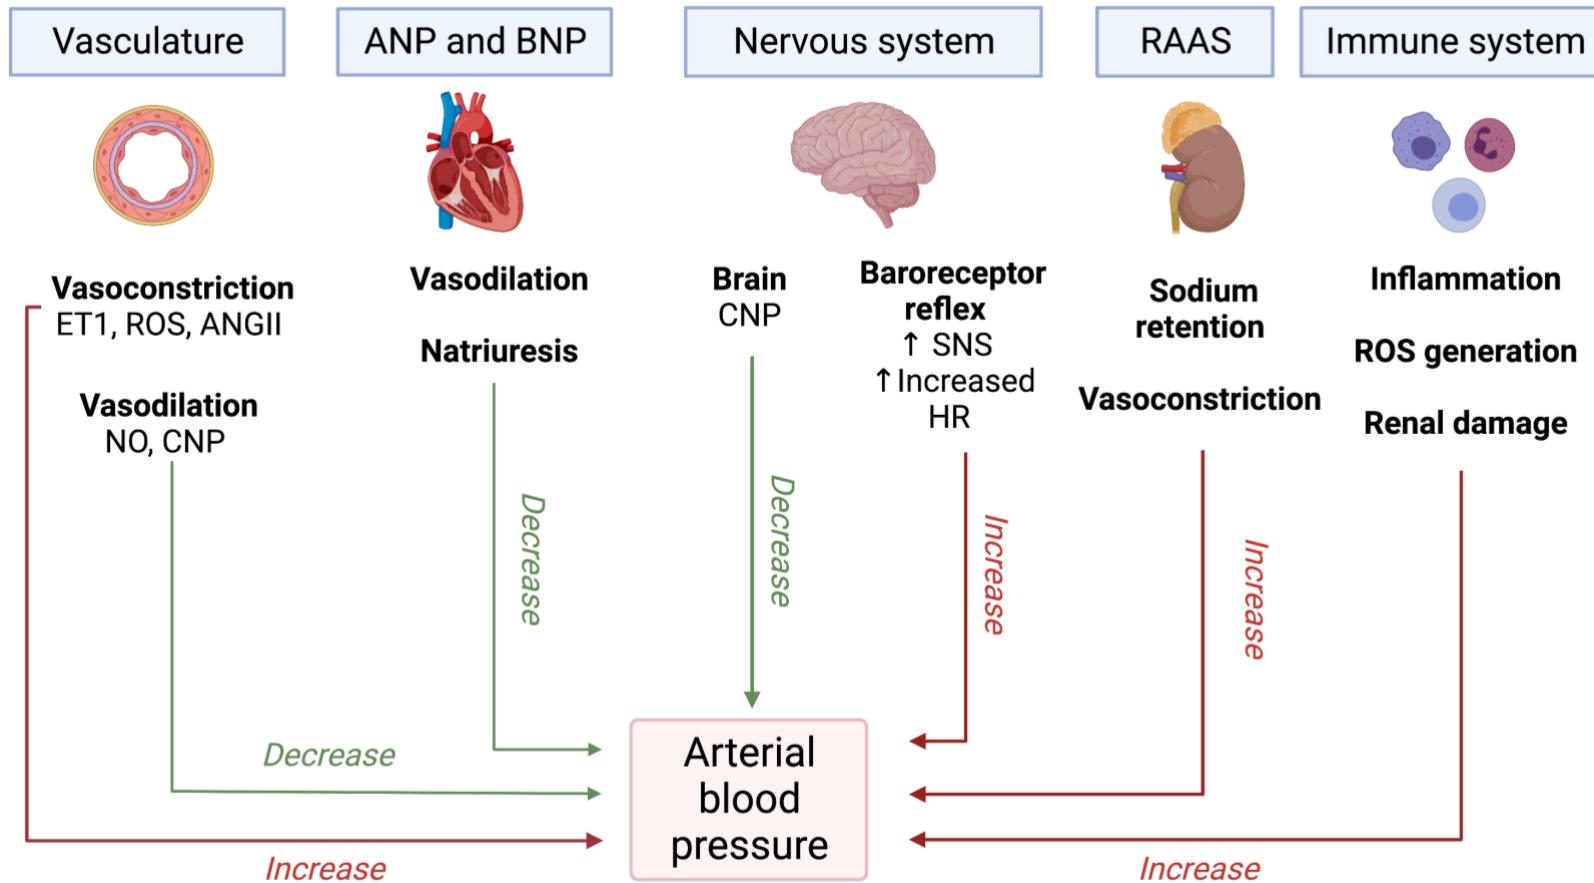 Vasculature
ANP and BNP
Nervous system
RAAS
Immune system
Vasoconstriction
ET1, ROS, ANGII
Vasodilation
NO, CNP
Vasodilation
Natriuresis
Brain
CNP
Baroreceptor
reflex
↑ SNS
↑Increased
HR
Sodium
retention
Vasoconstriction
Inflammation
ROS generation
Renal damage
Decrease
Decrease
Decrease
Increase
Increase
Increase
Increase
Arterial
blood
pressure